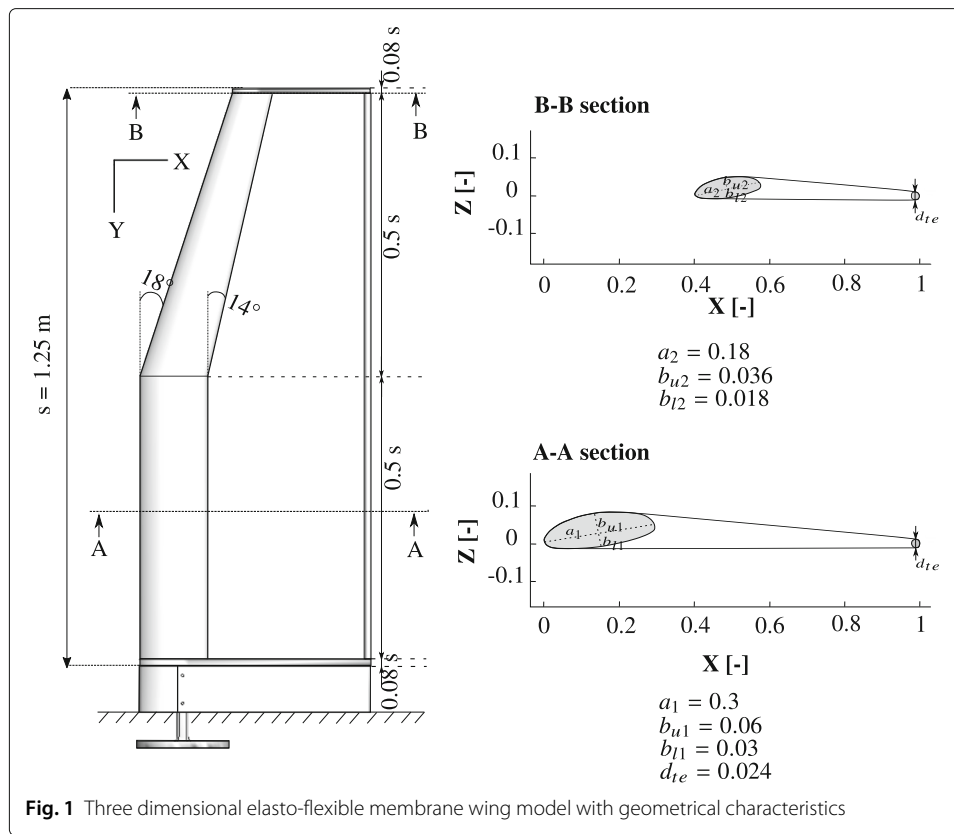 0.08 s
B
B
X
Y
0.5 s
18°
14°
s = 1.25 m
0.5 s
A
A
0.08 s
B-B section
0.1
0
-0.1
Z [-]
a2
bu2
bl2
dte
0 0.2 0.4 0.6 0.8 1
X [-]
a2 = 0.18
bu2 = 0.036
bl2 = 0.018
A-A section
0.1
0
-0.1
Z [-]
a1
bu1
bl1
dte
0 0.2 0.4 0.6 0.8 1
X [-]
a1 = 0.3
bu1 = 0.06
bl1 = 0.03
dte = 0.024
Fig. 1 Three dimensional elasto-flexible membrane wing model with geometrical characteristics